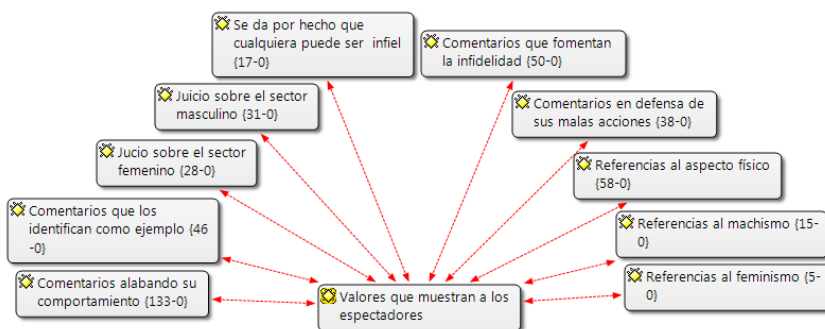 Se da por hecho que
cualquiera puede ser infiel
{17-0}
Comentarios que fomentan
la infidelidad {50-0}
Juicio sobre el sector
masculino {31-0}
Comentarios en defensa de
sus malas acciones {38-0}
Jucio sobre el sector
femenino {28-0}
Referencias al aspecto físico
{58-0}
Comentarios que los
identifican como ejemplo {46
-0}
Referencias al machismo {15-
0}
Comentarios alabando su
comportamiento {133-0}
Referencias al feminismo {5-
0}
Valores que muestran a los
espectadores